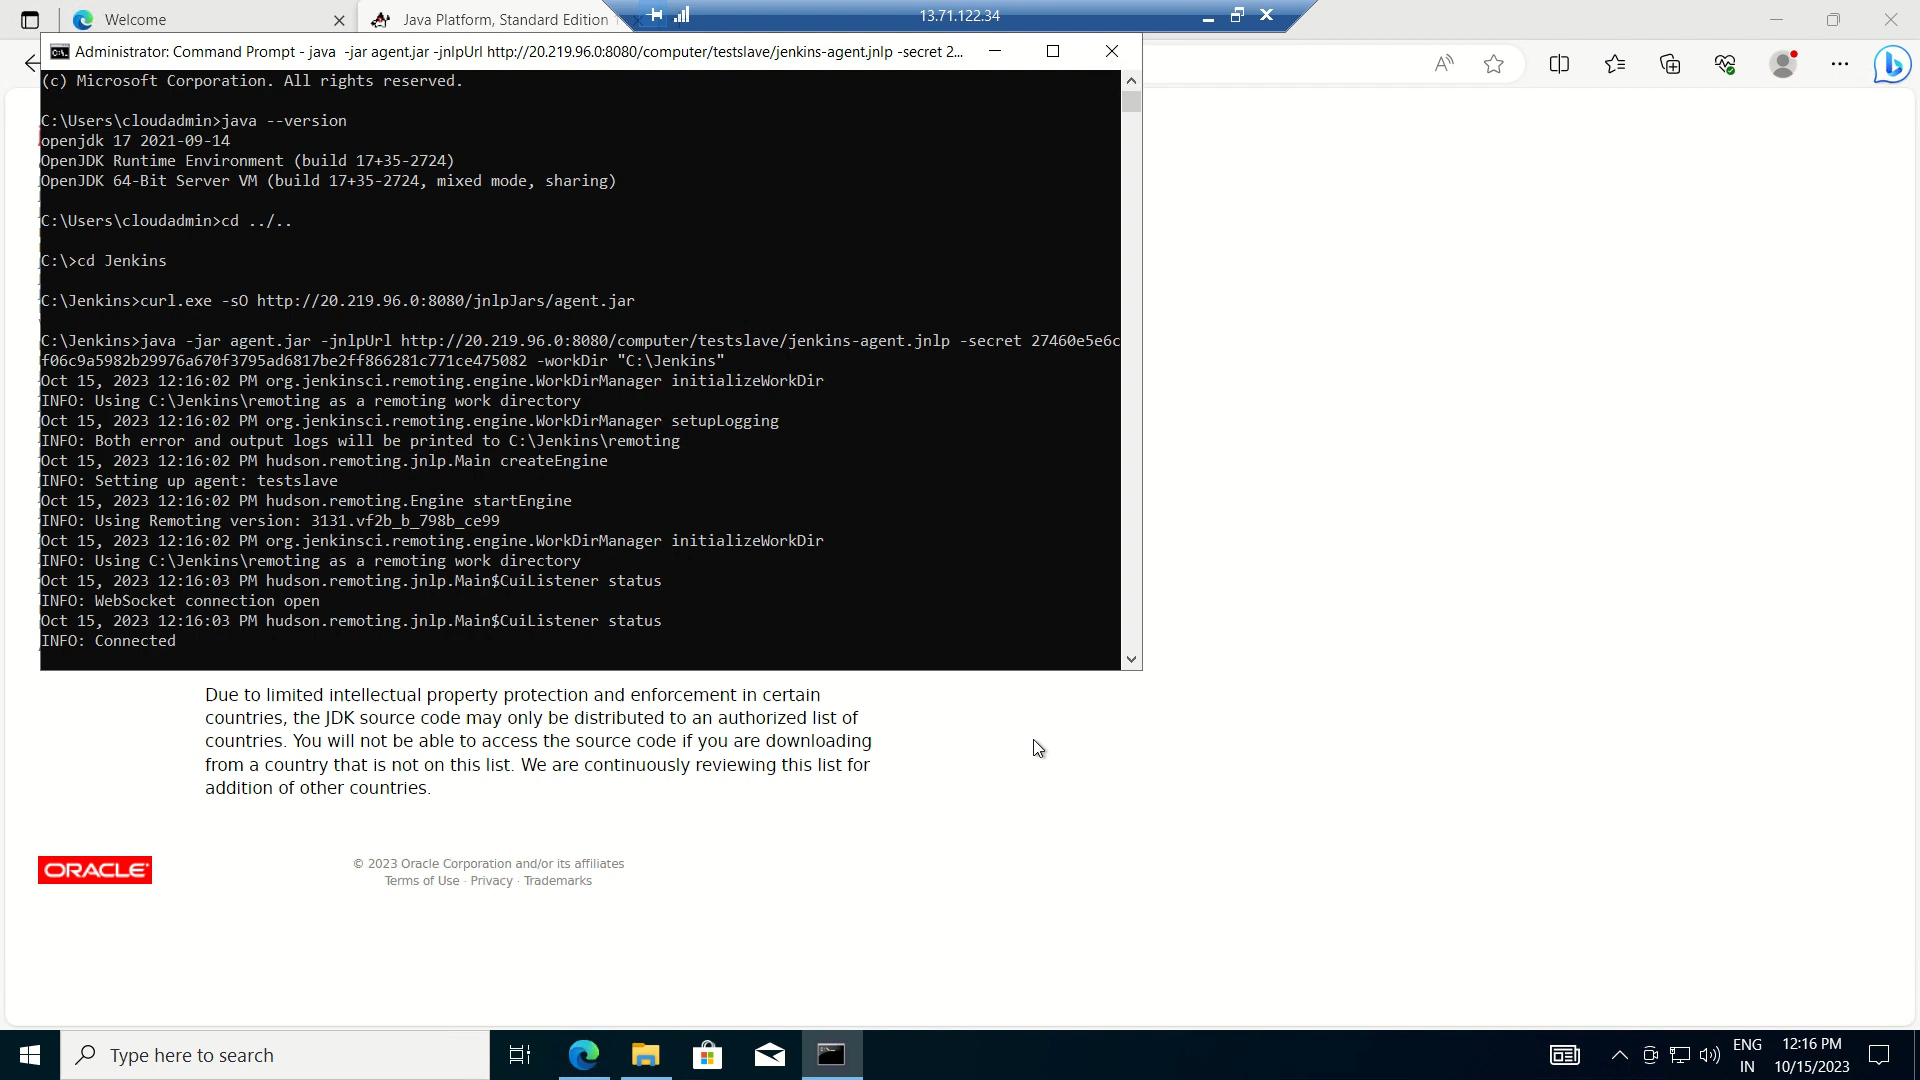 Welcome
Java Platform, Standard Edition
13.71.122.34
Administrator: Command Prompt - java -jar agent.jar -jnlpUrl http://20.219.96.0:8080/computer/testslave/jenkins-agent.jnlp -secret 2...
(c) Microsoft Corporation. All rights reserved.
C:\Users\cloudadmin>java --version
openjdk 17 2021-09-14
OpenJDK Runtime Environment (build 17+35-2724)
OpenJDK 64-Bit Server VM (build 17+35-2724, mixed mode, sharing)
C:\Users\cloudadmin>cd ../..
C:\>cd Jenkins
C:\Jenkins>curl.exe -sO http://20.219.96.0:8080/jnlpJars/agent.jar
C:\Jenkins>java -jar agent.jar -jnlpUrl http://20.219.96.0:8080/computer/testslave/jenkins-agent.jnlp -secret 27460e5e6c
f06c9a5982b29976a670f3795ad6817be2ff866281c771ce475082 -workDir "C:\Jenkins"
Oct 15, 2023 12:16:02 PM org.jenkinsci.remoting.engine.WorkDirManager initializeWorkDir
INFO: Using C:\Jenkins\remoting as a remoting work directory
Oct 15, 2023 12:16:02 PM org.jenkinsci.remoting.engine.WorkDirManager setupLogging
INFO: Both error and output logs will be printed to C:\Jenkins\remoting
Oct 15, 2023 12:16:02 PM hudson.remoting.jnlp.Main createEngine
INFO: Setting up agent: testslave
Oct 15, 2023 12:16:02 PM hudson.remoting.Engine startEngine
INFO: Using Remoting version: 3131.vf2b_b_798b_ce99
Oct 15, 2023 12:16:02 PM org.jenkinsci.remoting.engine.WorkDirManager initializeWorkDir
INFO: Using C:\Jenkins\remoting as a remoting work directory
Oct 15, 2023 12:16:03 PM hudson.remoting.jnlp.Main$CuiListener status
INFO: WebSocket connection open
Oct 15, 2023 12:16:03 PM hudson.remoting.jnlp.Main$CuiListener status
INFO: Connected
Due to limited intellectual property protection and enforcement in certain
countries, the JDK source code may only be distributed to an authorized list of
countries. You will not be able to access the source code if you are downloading
from a country that is not on this list. We are continuously reviewing this list for
addition of other countries.
ORACLE
© 2023 Oracle Corporation and/or its affiliates
Terms of Use · Privacy · Trademarks
Type here to search
ENG
IN
12:16 PM
10/15/2023